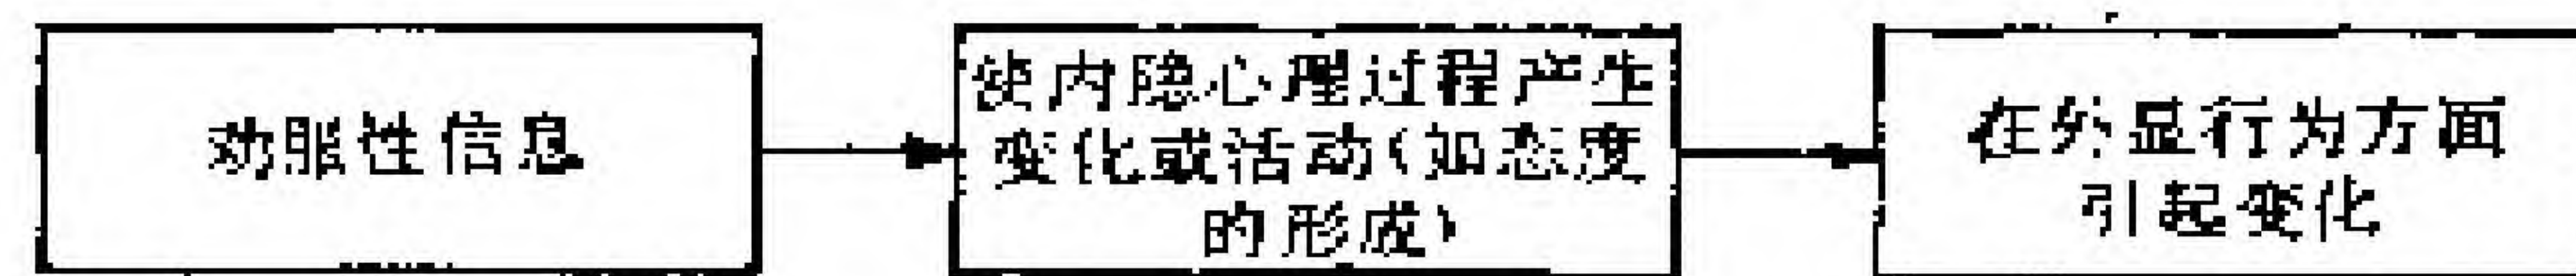 劝服性信息
使内隐心理过程产生
变化或活动(如态度
的形成)
在外显行为方面
引起变化